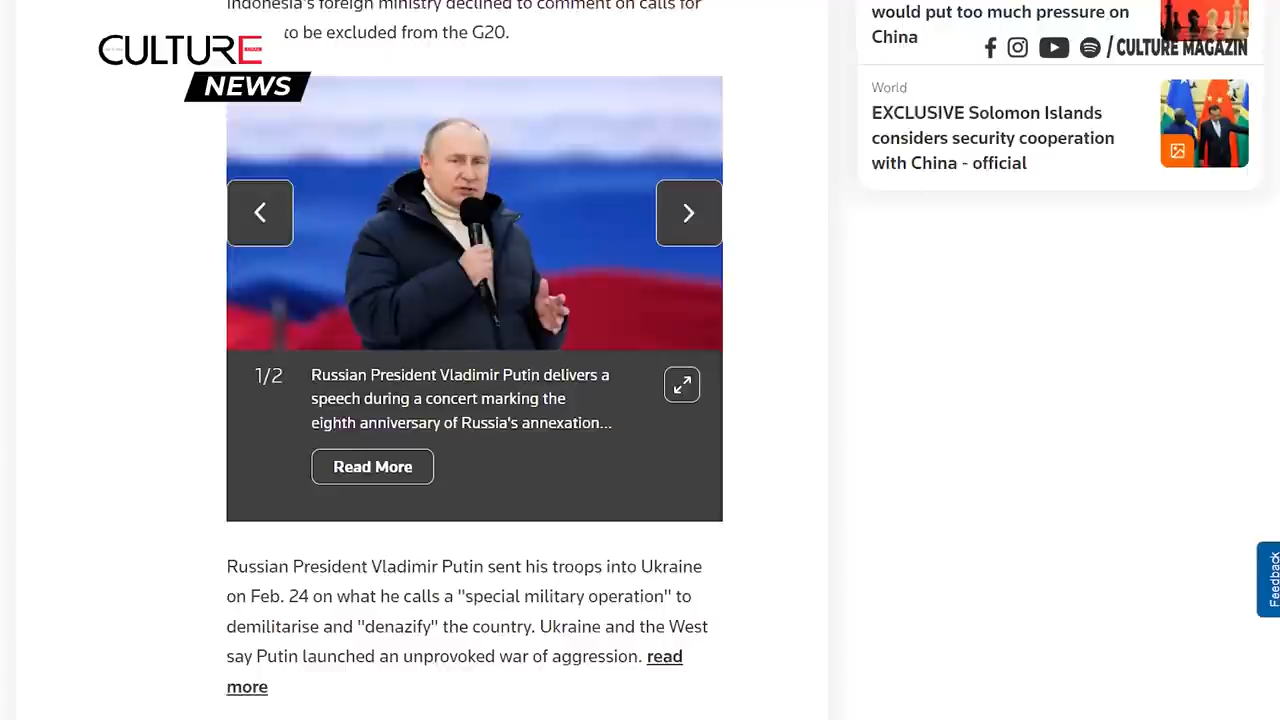 Indonesia's foreign ministry declined to comment on calls for
to be excluded from the G20.
CULTURE
NEWS
1/2
Russian President Vladimir Putin delivers a
speech during a concert marking the
eighth anniversary of Russia's annexation...
Read More
Russian President Vladimir Putin sent his troops into Ukraine
on Feb. 24 on what he calls a "special military operation" to
demilitarise and "denazify" the country. Ukraine and the West
say Putin launched an unprovoked war of aggression. read
more
would put too much pressure on
China
/ CULTURE MAGAZIN
World
EXCLUSIVE Solomon Islands
considers security cooperation
with China - official
Feedback